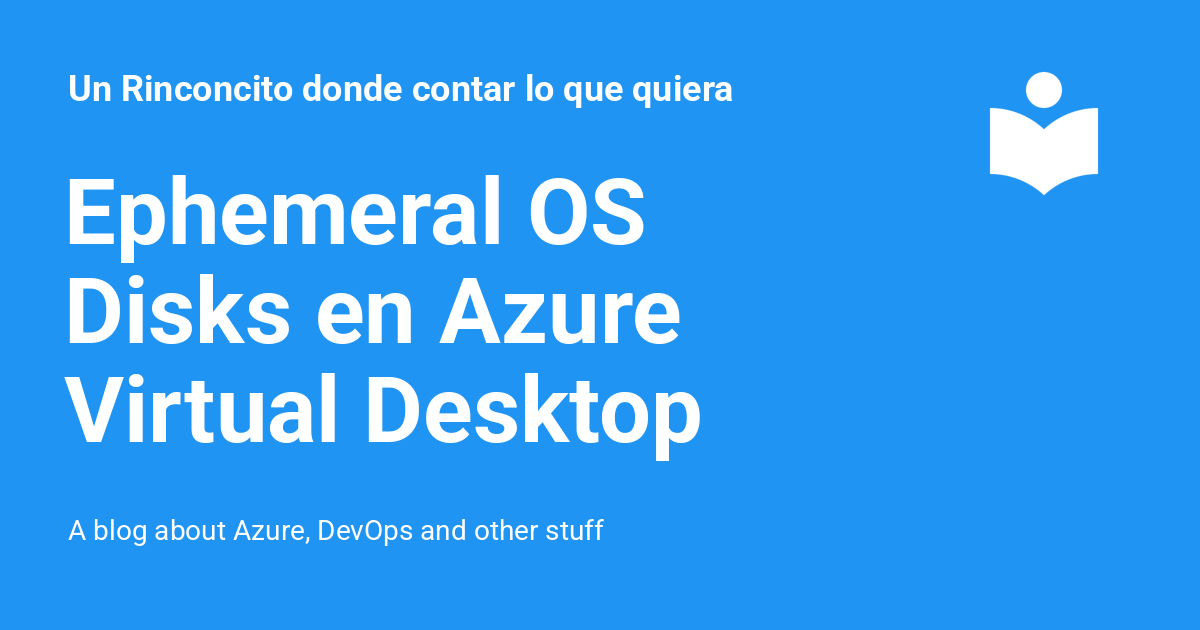 Un Rinconcito donde contar lo que quiera
Ephemeral OS
Disks en Azure
Virtual Desktop
A blog about Azure, DevOps and other stuff